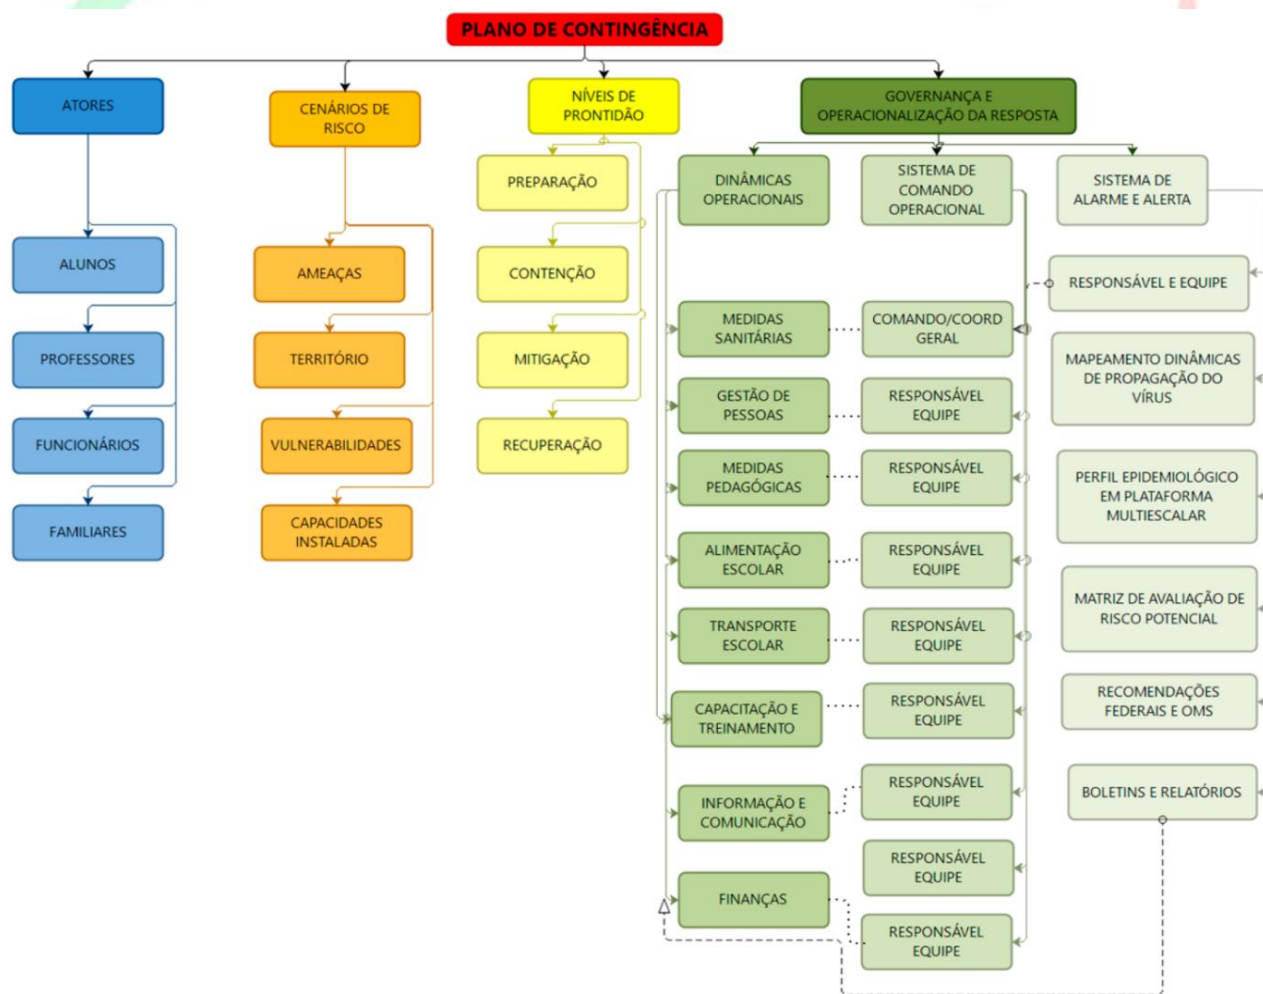 PLANO DE CONTINGÊNCIA
ATORES
CENÁRIOS DE
RISCO
NÍVEIS DE
PRONTIDÃO
GOVERNANÇA E
OPERACIONALIZAÇÃO DA RESPOSTA
ALUNOS
PROFESSORES
FUNCIONÁRIOS
FAMILIARES
AMEAÇAS
TERRITÓRIO
VULNERABILIDADES
CAPACIDADES
INSTALADAS
PREPARAÇÃO
CONTENÇÃO
MITIGAÇÃO
RECUPERAÇÃO
DINÂMICAS
OPERACIONAIS
MEDIDAS
SANITÁRIAS
GESTÃO DE
PESSOAS
MEDIDAS
PEDAGÓGICAS
ALIMENTAÇÃO
ESCOLAR
TRANSPORTE
ESCOLAR
CAPACITAÇÃO E
TREINAMENTO
INFORMAÇÃO E
COMUNICAÇÃO
FINANÇAS
SISTEMA DE
COMANDO
OPERACIONAL
COMANDO/COORD
GERAL
RESPONSÁVEL
EQUIPE
RESPONSÁVEL
EQUIPE
RESPONSÁVEL
EQUIPE
RESPONSÁVEL
EQUIPE
RESPONSÁVEL
EQUIPE
RESPONSÁVEL
EQUIPE
RESPONSÁVEL
EQUIPE
RESPONSÁVEL
EQUIPE
SISTEMA DE
ALARME E ALERTA
RESPONSÁVEL E EQUIPE
MAPEAMENTO DINÂMICAS
DE PROPAGAÇÃO DO
VÍRUS
PERFIL EPIDEMIOLÓGICO
EM PLATAFORMA
MULTIESCALAR
MATRIZ DE AVALIAÇÃO DE
RISCO POTENCIAL
RECOMENDAÇÕES
FEDERAIS E OMS
BOLETINS E RELATÓRIOS